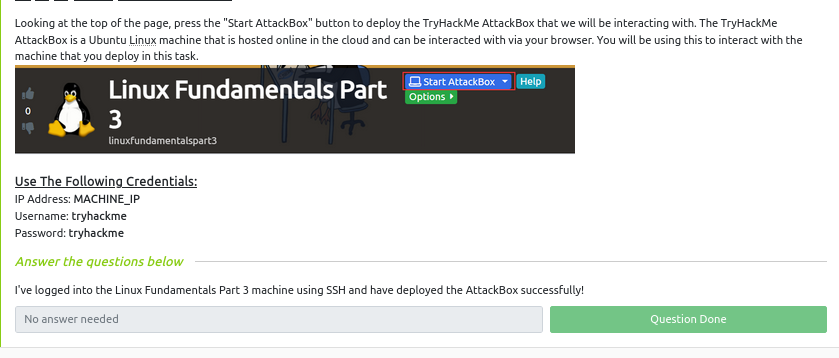 Looking at the top of the page, press the "Start AttackBox" button to deploy the TryHackMe AttackBox that we will be interacting with. The TryHackMe
AttackBox is a Ubuntu Linux machine that is hosted online in the cloud and can be interacted with via your browser. You will be using this to interact with the
machine that you deploy in this task.
Linux Fundamentals Part
3
linuxfundamentalspart3
0
Start AttackBox
Help
Options
Use The Following Credentials:
IP Address: MACHINE_IP
Username: tryhackme
Password: tryhackme
Answer the questions below
I've logged into the Linux Fundamentals Part 3 machine using SSH and have deployed the AttackBox successfully!
No answer needed
Question Done